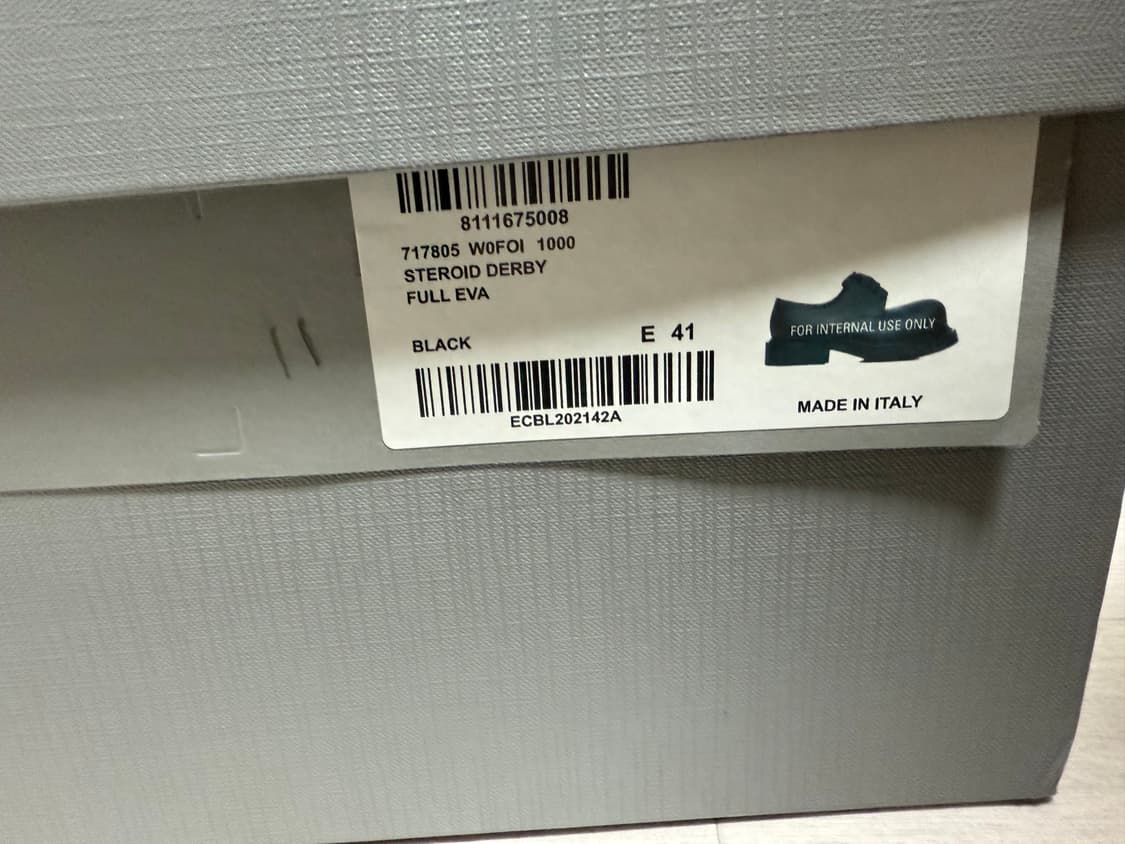 8111675008
717805 W0FOI 1000
STEROID DERBY
FULL EVA
BLACK
E 41
ECBL202142A
FOR INTERNAL USE ONLY
MADE IN ITALY